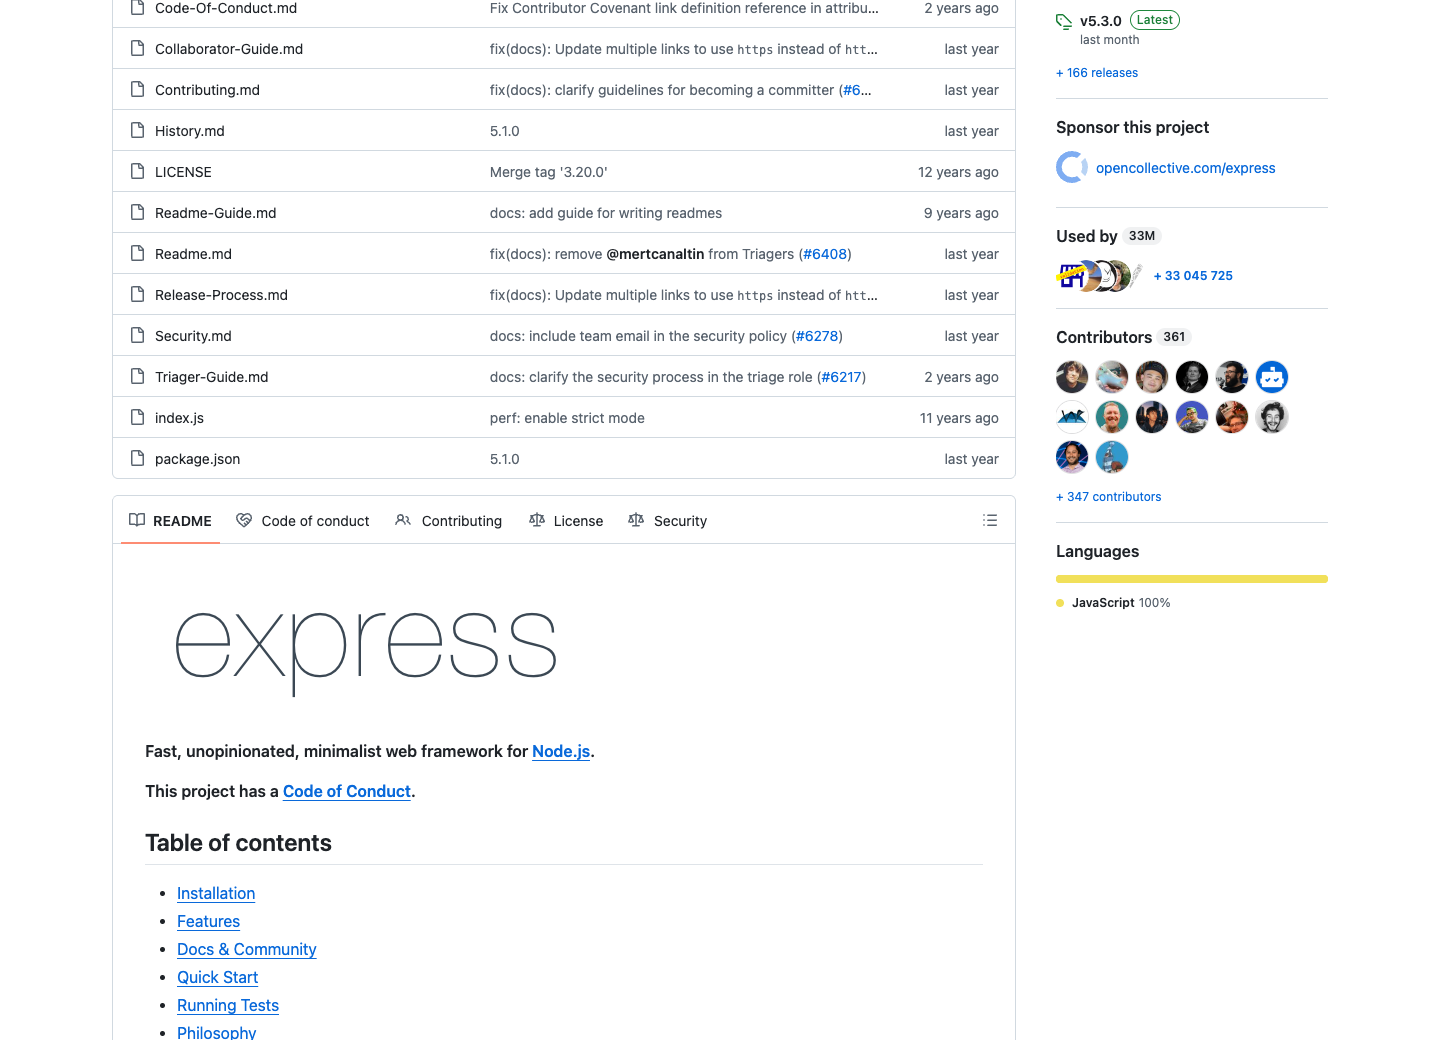 Code-Of-Conduct.md Fix Contributor Covenant link definition reference in attribu... 2 years ago
Collaborator-Guide.md fix(docs): Update multiple links to use https instead of htt... last year
Contributing.md fix(docs): clarify guidelines for becoming a committer (#6... last year
History.md 5.1.0 last year
LICENSE Merge tag '3.20.0' 12 years ago
Readme-Guide.md docs: add guide for writing readmes 9 years ago
Readme.md fix(docs): remove @mertcanaltin from Triagers (#6408) last year
Release-Process.md fix(docs): Update multiple links to use https instead of htt... last year
Security.md docs: include team email in the security policy (#6278) last year
Triager-Guide.md docs: clarify the security process in the triage role (#6217) 2 years ago
index.js perf: enable strict mode 11 years ago
package.json 5.1.0 last year
README Code of conduct Contributing License Security
express
Fast, unopinionated, minimalist web framework for Node.js.
This project has a Code of Conduct.
Table of contents
• Installation
• Features
• Docs & Community
• Quick Start
• Running Tests
• Philosophy
v5.3.0 Latest
last month
+ 166 releases
Sponsor this project
opencollective.com/express
Used by 33M
+ 33 045 725
Contributors 361
+ 347 contributors
Languages
JavaScript 100%